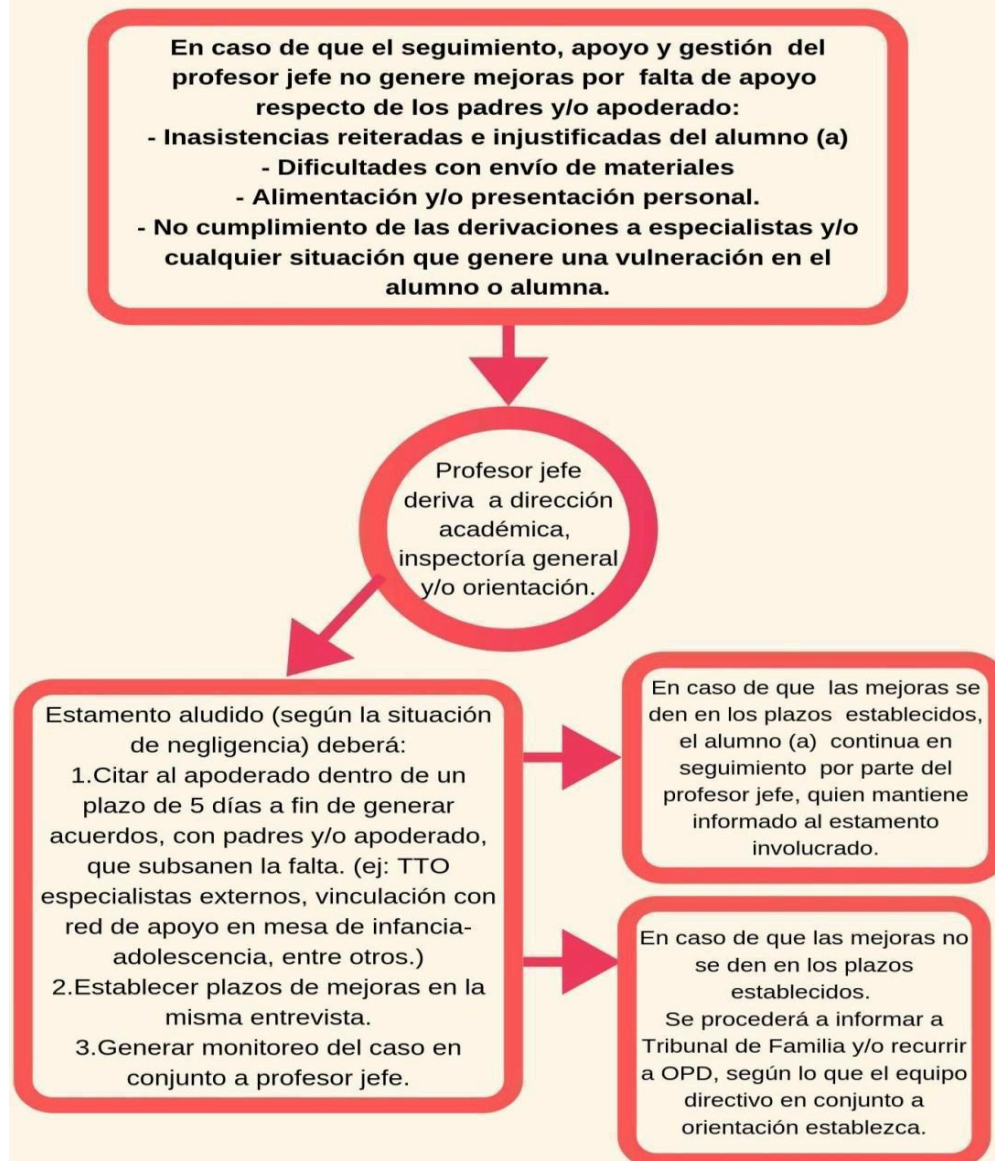 En caso de que el seguimiento, apoyo y gestión del
profesor jefe no genere mejoras por falta de apoyo
respecto de los padres y/o apoderado:
- Inasistencias reiteradas e injustificadas del alumno (a)
- Dificultades con envío de materiales
- Alimentación y/o presentación personal.
- No cumplimiento de las derivaciones a especialistas y/o
cualquier situación que genere una vulneración en el
alumno o alumna.
Profesor jefe
deriva a dirección
académica,
inspectoría general
y/o orientación.
Estamento aludido (según la situación
de negligencia) deberá:
1.Citar al apoderado dentro de un
plazo de 5 días a fin de generar
acuerdos, con padres y/o apoderado,
que subsanen la falta. (ej: TTO
especialistas externos, vinculación con
red de apoyo en mesa de infancia-
adolescencia, entre otros.)
2.Establecer plazos de mejoras en la
misma entrevista.
3.Generar monitoreo del caso en
conjunto a profesor jefe.
En caso de que las mejoras se
den en los plazos establecidos,
el alumno (a) continua en
seguimiento por parte del
profesor jefe, quien mantiene
informado al estamento
involucrado.
En caso de que las mejoras no
se den en los plazos
establecidos.
Se procederá a informar a
Tribunal de Familia y/o recurrir
a OPD, según lo que el equipo
directivo en conjunto a
orientación establezca.